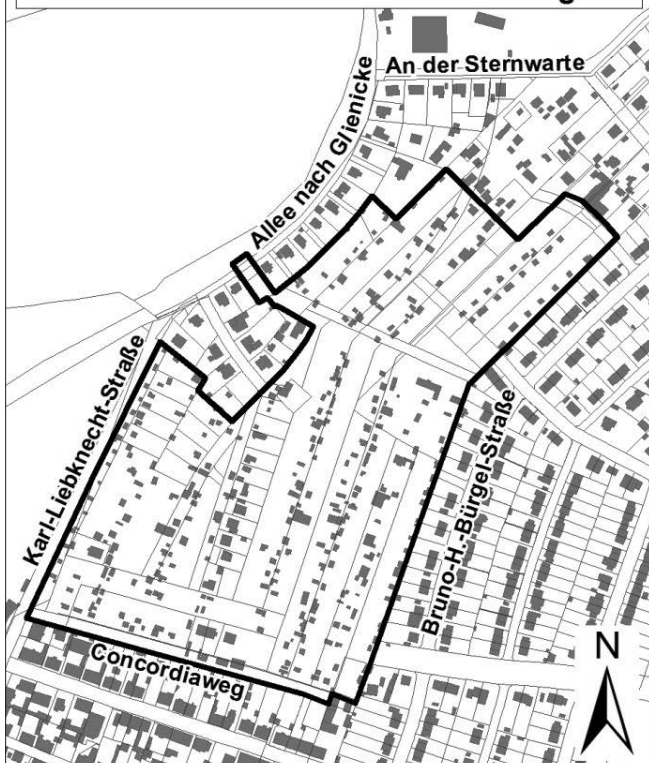 An der Sternwarte
Allee nach Glienicke
Karl-Liebknecht-Straße
Bruno-H.-Bürgel-Straße
Concordiaweg
N